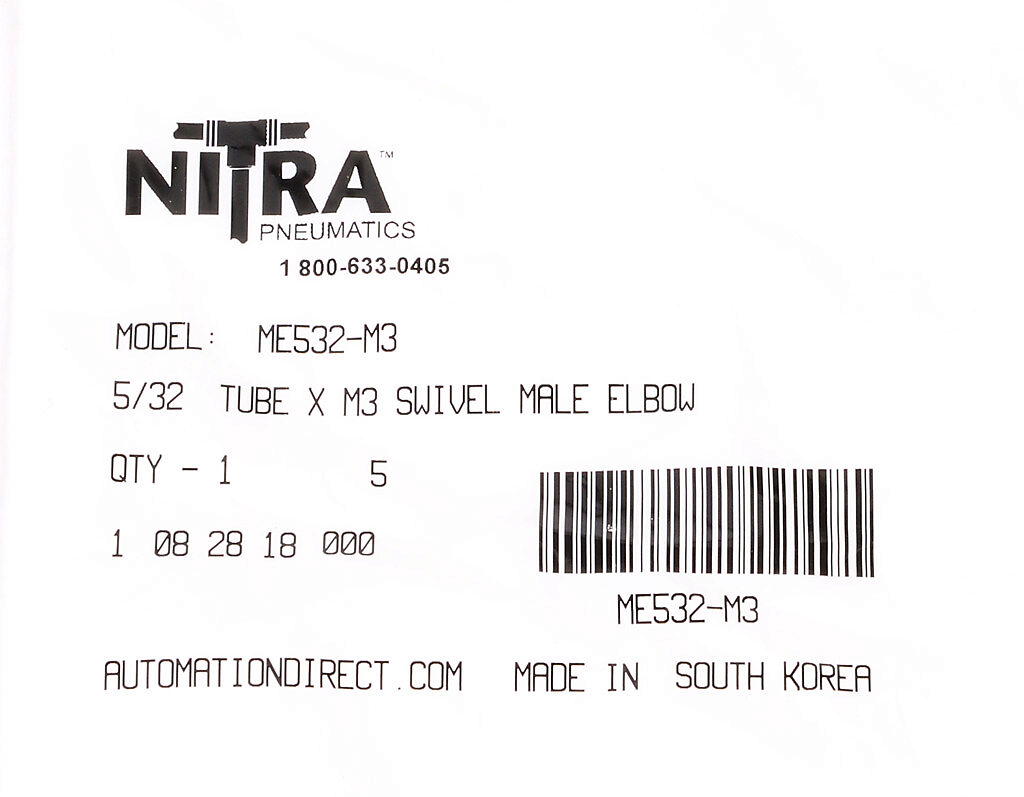 NITRA™
PNEUMATICS
1 800-633-0405
MODEL: ME532-M3
5/32 TUBE X M3 SWIVEL MALE ELBOW
QTY - 1 5
1 08 28 18 000
ME532-M3
AUTOMATIONDIRECT.COM MADE IN SOUTH KOREA